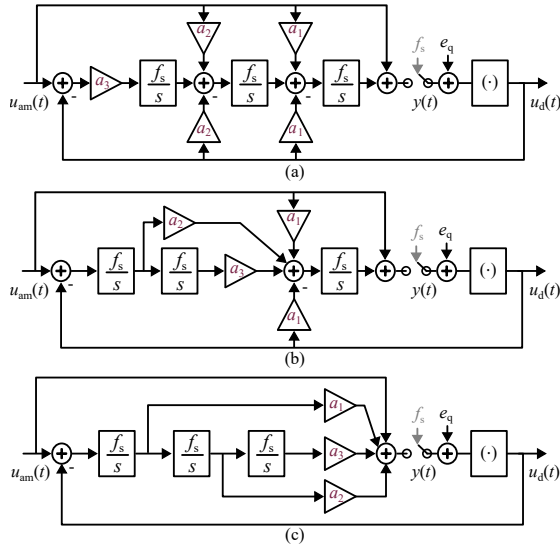 a₂ a₁ fₛ e_q
a₃ fₛ/s fₛ/s fₛ/s (·)
u_am(t) - - - y(t) u_d(t)
a₂ a₁
(a)
a₂ a₁ fₛ e_q
fₛ/s fₛ/s a₃ fₛ/s (·)
u_am(t) - - y(t) u_d(t)
a₁
(b)
a₁ fₛ e_q
fₛ/s fₛ/s fₛ/s a₃ (·)
u_am(t) - y(t) u_d(t)
a₂
(c)